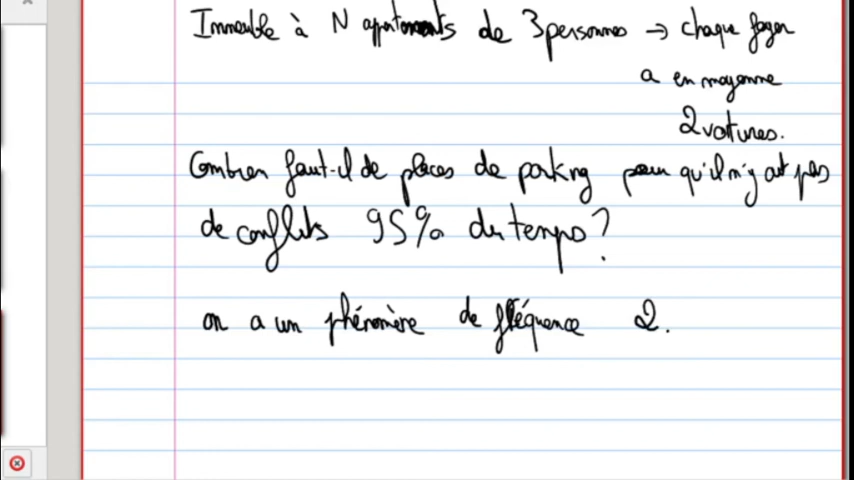 Immeuble à N appartements de 3 personnes → chaque foyer
a en moyenne
2 voitures.
Combien faut-il de places de parking pour qu'il n'y ait pas
de conflits 95% du temps ?
on a un phénomère de fréquence 2.